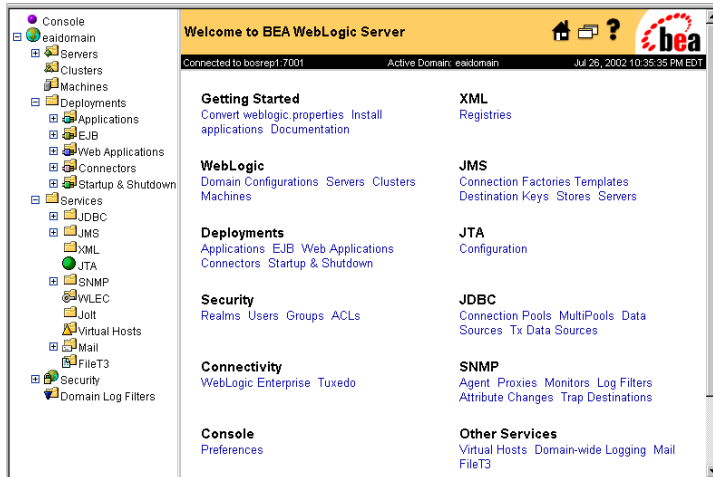 Console
eaidomain
Servers
Clusters
Machines
Deployments
Applications
EJB
Web Applications
Connectors
Startup & Shutdown
Services
JDBC
JMS
XML
JTA
SNMP
WLEC
Jolt
Virtual Hosts
Mail
FileT3
Security
Domain Log Filters
Welcome to BEA WebLogic Server
?
bea
Connected to bosrep1:7001 Active Domain: eaidomain Jul 26, 2002 10:35:35 PM EDT
Getting Started
Convert weblogic.properties Install
applications Documentation
WebLogic
Domain Configurations Servers Clusters
Machines
Deployments
Applications EJB Web Applications
Connectors Startup & Shutdown
Security
Realms Users Groups ACLs
Connectivity
WebLogic Enterprise Tuxedo
Console
Preferences
XML
Registries
JMS
Connection Factories Templates
Destination Keys Stores Servers
JTA
Configuration
JDBC
Connection Pools MultiPools Data
Sources Tx Data Sources
SNMP
Agent Proxies Monitors Log Filters
Attribute Changes Trap Destinations
Other Services
Virtual Hosts Domain-wide Logging Mail
FileT3